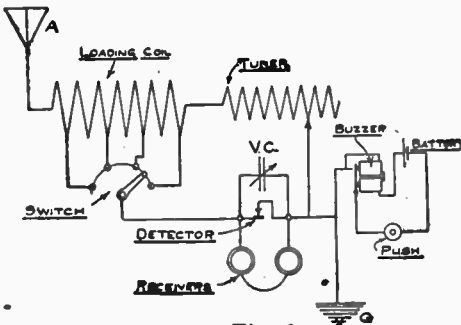 A
LOADING COIL
TUNER
V.C.
BUZZER
BATTERY
SWITCH
DETECTOR
PUSH
RECEIVERS
G